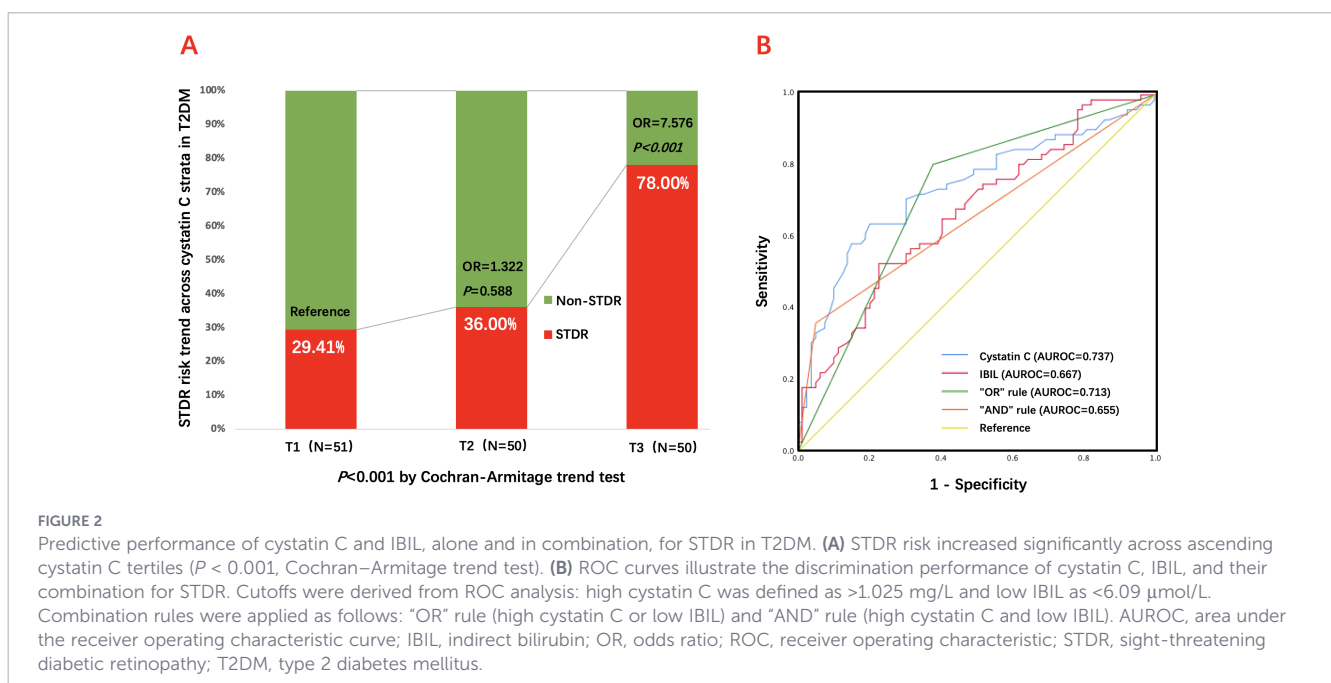 A
STDR risk trend across cystatin C strata in T2DM
100%
90%
80%
70%
60%
50%
40%
30%
20%
10%
0%
Reference
29.41%
OR=1.322
P=0.588
36.00%
OR=7.576
P<0.001
78.00%
Non-STDR
STDR
T1 (N=51)
T2 (N=50)
T3 (N=50)
P<0.001 by Cochran-Armitage trend test
B
Sensitivity
1.0
0.8
0.6
0.4
0.2
0.0
Cystatin C (AUROC=0.737)
IBIL (AUROC=0.667)
"OR" rule (AUROC=0.713)
"AND" rule (AUROC=0.655)
Reference
0.0 0.2 0.4 0.6 0.8 1.0
1 - Specificity
FIGURE 2
Predictive performance of cystatin C and IBIL, alone and in combination, for STDR in T2DM. (A) STDR risk increased significantly across ascending
cystatin C tertiles (P < 0.001, Cochran–Armitage trend test). (B) ROC curves illustrate the discrimination performance of cystatin C, IBIL, and their
combination for STDR. Cutoffs were derived from ROC analysis: high cystatin C was defined as >1.025 mg/L and low IBIL as <6.09 μmol/L.
Combination rules were applied as follows: “OR” rule (high cystatin C or low IBIL) and “AND” rule (high cystatin C and low IBIL). AUROC, area under
the receiver operating characteristic curve; IBIL, indirect bilirubin; OR, odds ratio; ROC, receiver operating characteristic; STDR, sight-threatening
diabetic retinopathy; T2DM, type 2 diabetes mellitus.